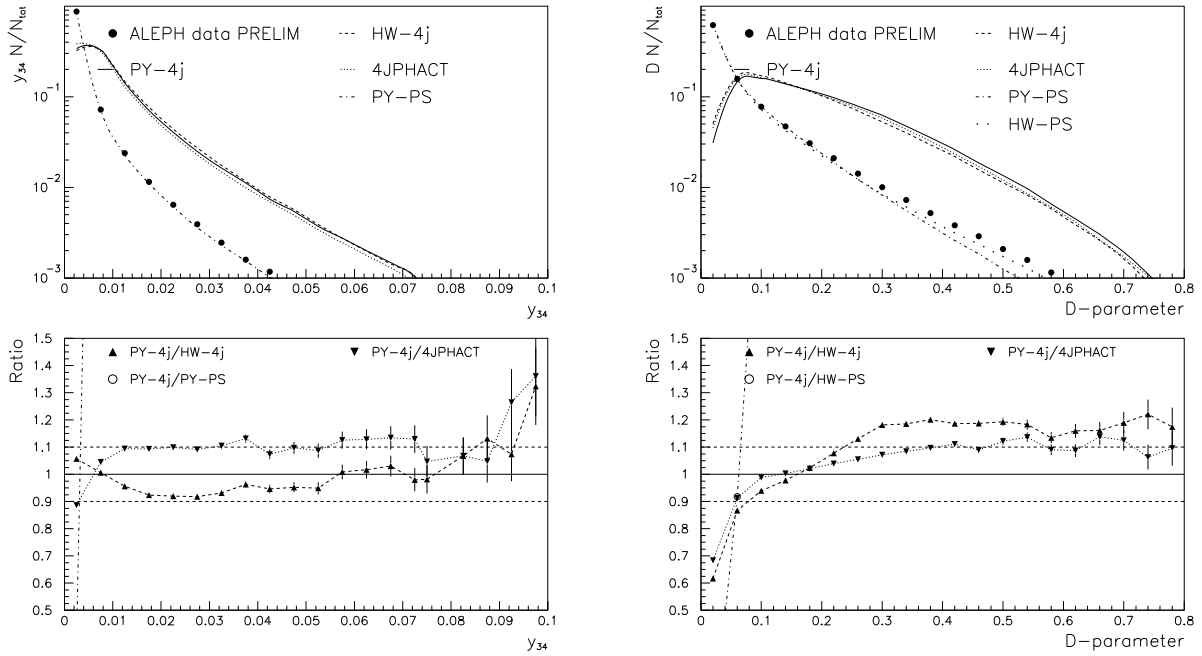 y34 N/Ntot
ALEPH data PRELIM
HW-4j
PY-4j
4JPHACT
PY-PS
10-1
10-2
10-3
0 0.01 0.02 0.03 0.04 0.05 0.06 0.07 0.08 0.09 0.1
y34
D N/Ntot
ALEPH data PRELIM
HW-4j
PY-4j
4JPHACT
PY-PS
HW-PS
10-1
10-2
10-3
0 0.1 0.2 0.3 0.4 0.5 0.6 0.7 0.8
D-parameter
Ratio
PY-4j/HW-4j
PY-4j/4JPHACT
PY-4j/PY-PS
1.5
1.4
1.3
1.2
1.1
1
0.9
0.8
0.7
0.6
0.5
0 0.01 0.02 0.03 0.04 0.05 0.06 0.07 0.08 0.09 0.1
y34
Ratio
PY-4j/HW-4j
PY-4j/4JPHACT
PY-4j/HW-PS
1.5
1.4
1.3
1.2
1.1
1
0.9
0.8
0.7
0.6
0.5
0 0.1 0.2 0.3 0.4 0.5 0.6 0.7 0.8
D-parameter